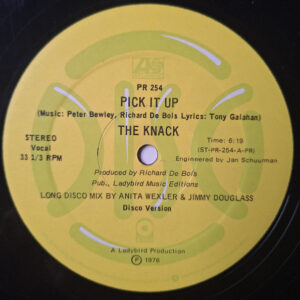 PR 254
PICK IT UP
(Music: Peter Bewley, Richard De Bois Lyrics: Tony Galahan)
THE KNACK
STEREO
Vocal
33 1/3 RPM
Time: 6:19
(ST-PR-254-A-PR)
Enginnered by Jan Schuurman
Produced by Richard De Bois
Pub., Ladybird Music Editions
LONG DISCO MIX BY ANITA WEXLER & JIMMY DOUGLASS
Disco Version
A Ladybird Production
Ⓟ 1976